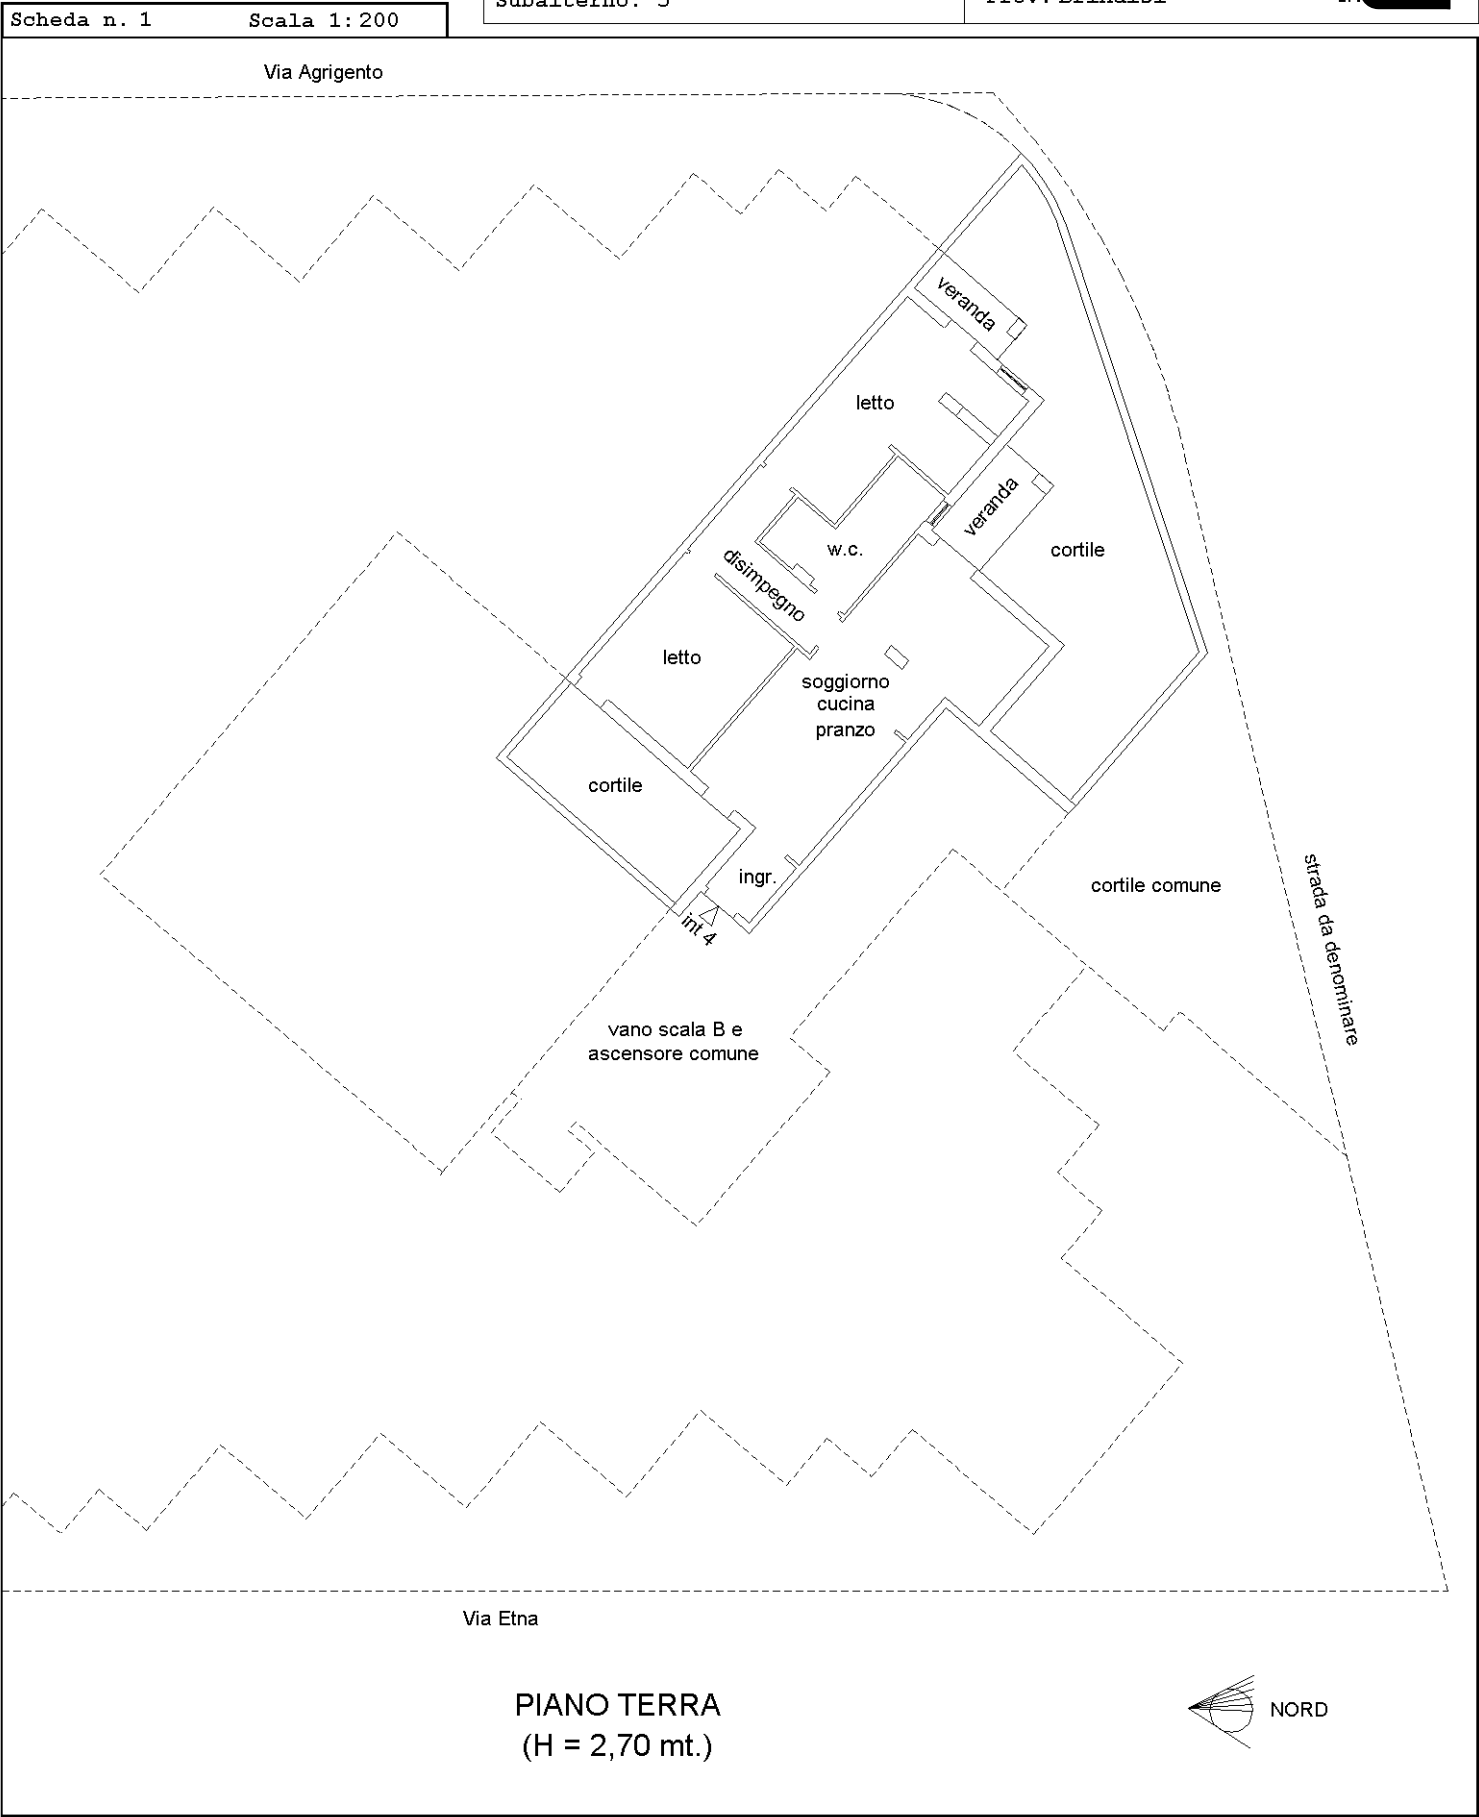 Scheda n. 1 Scala 1:200
Via Agrigento
veranda
letto
veranda
w.c.
cortile
disimpegno
letto
soggiorno
cucina
pranzo
cortile
ingr.
int 4
cortile comune
strada da denominare
vano scala B e
ascensore comune
Via Etna
PIANO TERRA
(H = 2,70 mt.)
NORD